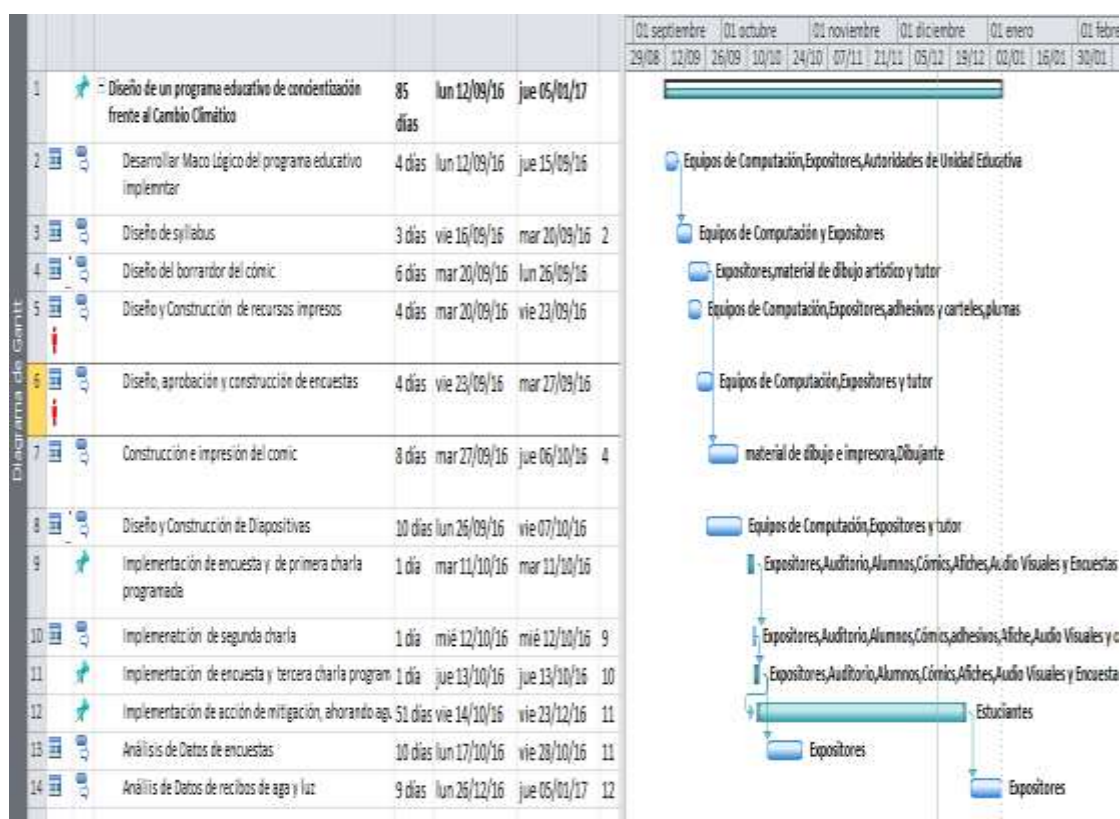 01 septiembre 01 octubre 01 noviembre 01 diciembre 01 enero 01 febre
29/08 12/09 26/09 10/10 24/10 07/11 21/11 05/12 19/12 02/01 16/01 30/01
Diagrama de Gantt
1 Diseño de un programa educativo de concientización 85 lun 12/09/16 jue 05/01/17
frente al Cambio Climático días
2 Desarrollar Maco Lógico del programa educativo 4 días lun 12/09/16 jue 15/09/16 Equipos de Computación,Expositores,Autoridades de Unidad Educativa
implemntar
3 Diseño de syllabus 3 días vie 16/09/16 mar 20/09/16 2 Equipos de Computación y Expositores
4 Diseño del borrardor del cómic 6 días mar 20/09/16 lun 26/09/16 Expositores,material de dibujo artístico y tutor
5 Diseño y Construcción de recursos impresos 4 días mar 20/09/16 vie 23/09/16 Equipos de Computación,Expositores,adhesivos y carteles,plumas
6 Diseño, aprobación y construcción de encuestas 4 días vie 23/09/16 mar 27/09/16 Equipos de Computación,Expositores y tutor
7 Construcción e impresión del comic 8 días mar 27/09/16 jue 06/10/16 4 material de dibujo e impresora,Dibujante
8 Diseño y Construcción de Diapositivas 10 días lun 26/09/16 vie 07/10/16 Equipos de Computación,Expositores y tutor
9 Implementación de encuesta y de primera charla 1 día mar 11/10/16 mar 11/10/16 Expositores,Auditorio,Alumnos,Cómics,Afiches,Audio Visuales y Encuestas
programada
10 Implemenatción de segunda charla 1 día mié 12/10/16 mié 12/10/16 9 Expositores,Auditorio,Alumnos,Cómics,adhesivos,Afiche,Audio Visuales y c
11 Implementación de encuesta y tercera charla program 1 día jue 13/10/16 jue 13/10/16 10 Expositores,Auditorio,Alumnos,Cómics,Afiches,Audio Visuales y Encuesta
12 Implementación de acción de mitigación, ahorando agu 51 días vie 14/10/16 vie 23/12/16 11 Estuciantes
13 Análisis de Datos de encuestas 10 días lun 17/10/16 vie 28/10/16 11 Expositores
14 Análiis de Datos de recibos de aga y luz 9 días lun 26/12/16 jue 05/01/17 12 Expositores